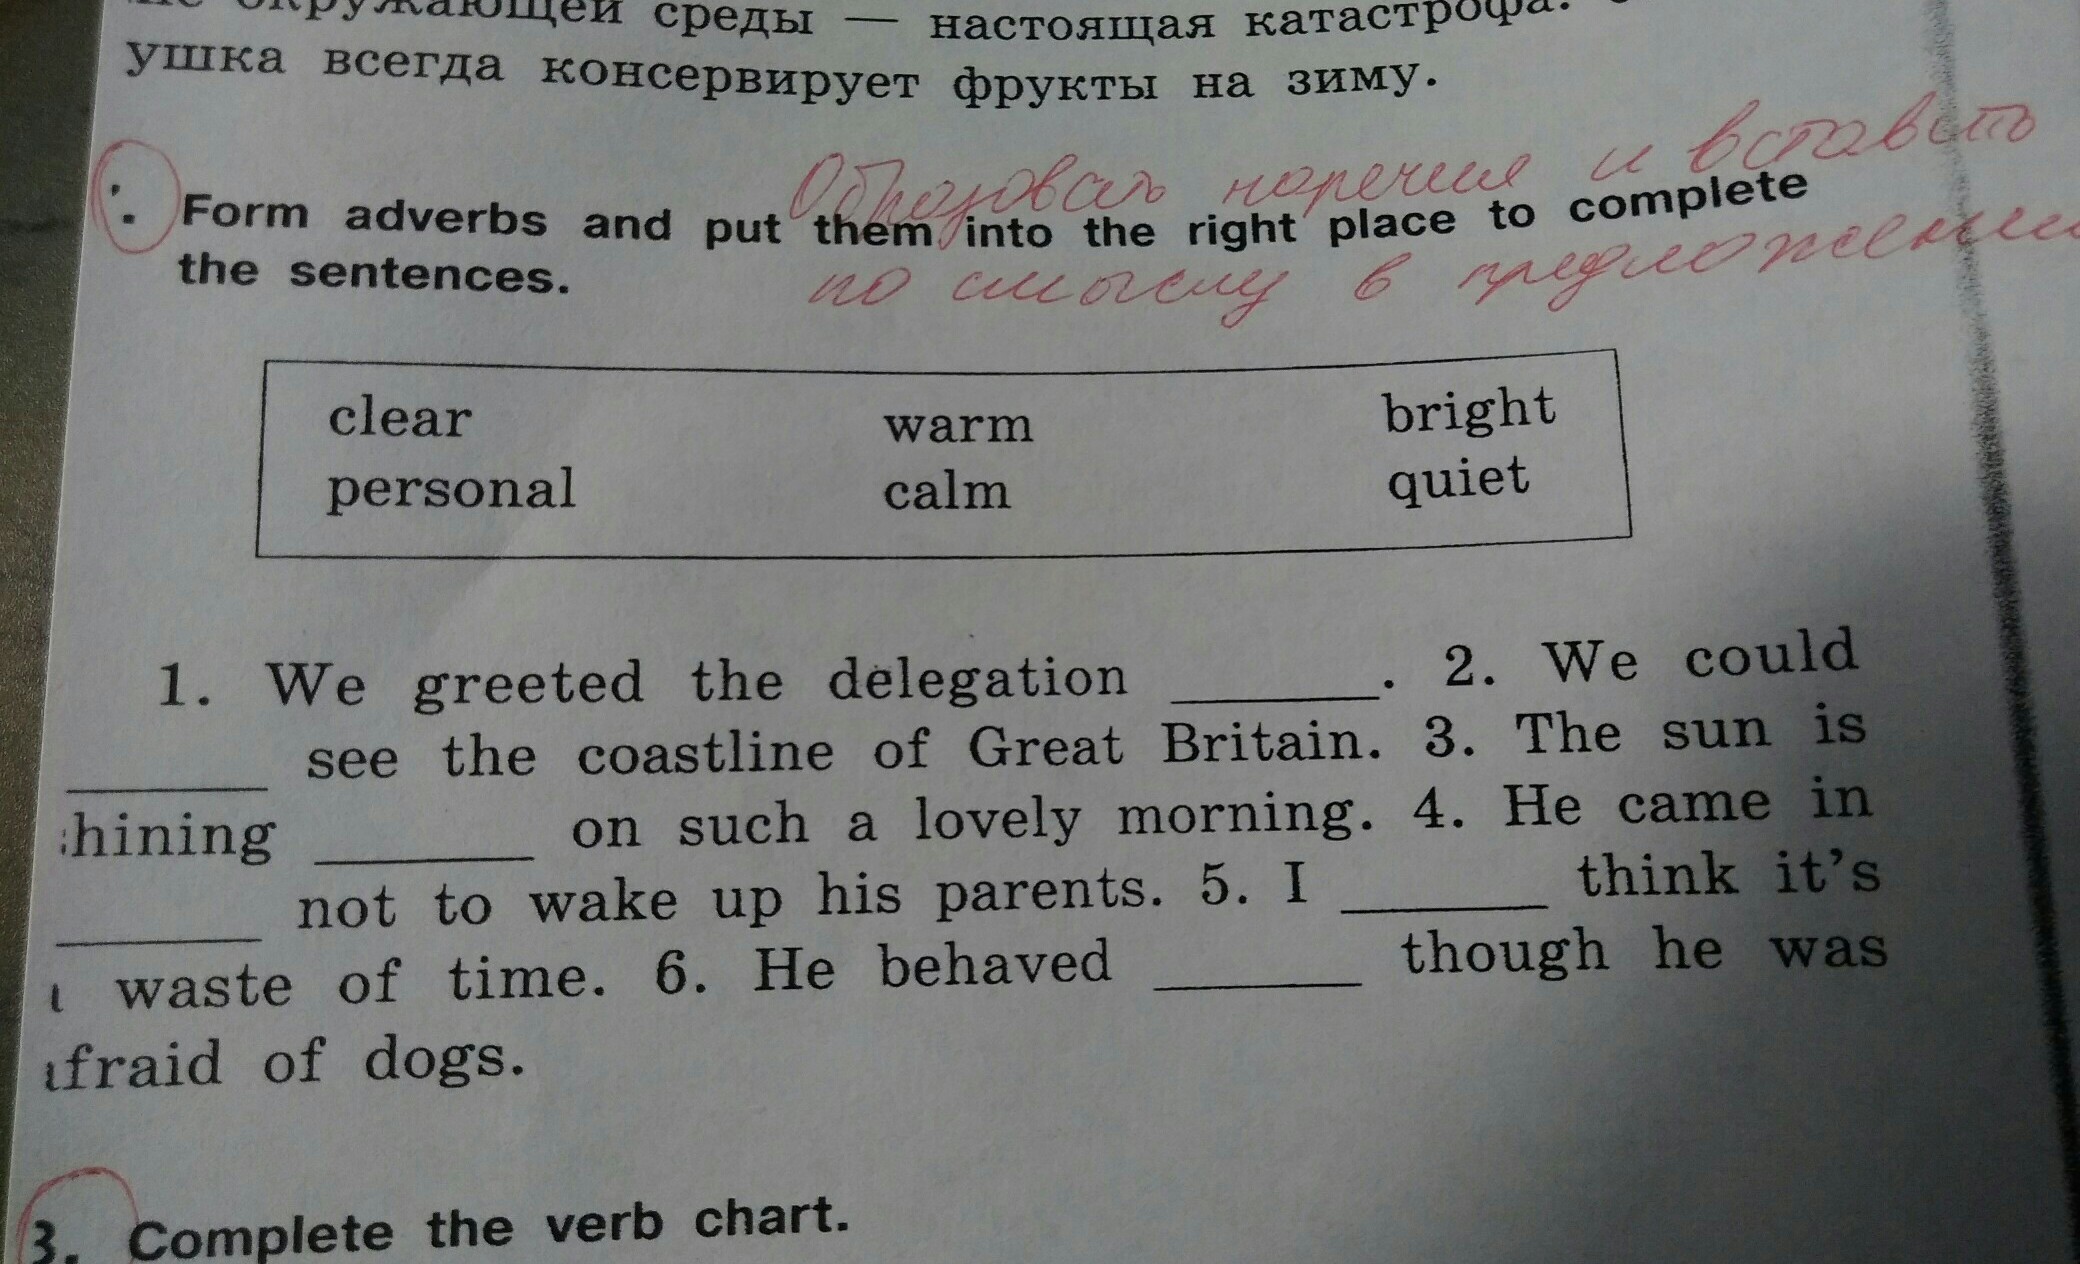 окружающей среды — настоящая катастрофа.
ушка всегда консервирует фрукты на зиму.
Образовать наречия и вставить
Form adverbs and put them into the right place to complete
the sentences.
по смыслу в предложении
clear warm bright
personal calm quiet
1. We greeted the delegation ______. 2. We could
______ see the coastline of Great Britain. 3. The sun is
hining ______ on such a lovely morning. 4. He came in
______ not to wake up his parents. 5. I ______ think it's
waste of time. 6. He behaved ______ though he was
fraid of dogs.
3. Complete the verb chart.